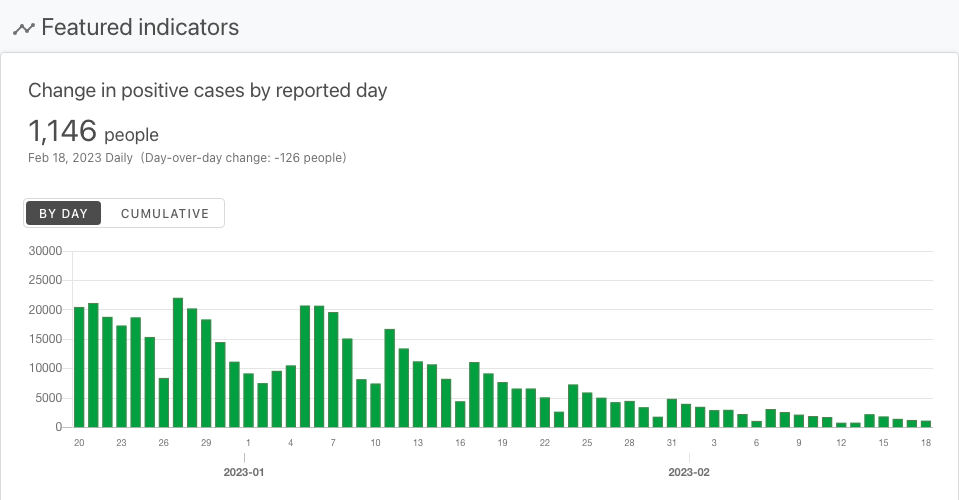 Featured indicators
Change in positive cases by reported day
1,146 people
Feb 18, 2023 Daily (Day-over-day change: -126 people)
BY DAY CUMULATIVE
30000
25000
20000
15000
10000
5000
0
20 23 26 29 1 4 7 10 13 16 19 22 25 28 31 3 6 9 12 15 18
2023-01 2023-02